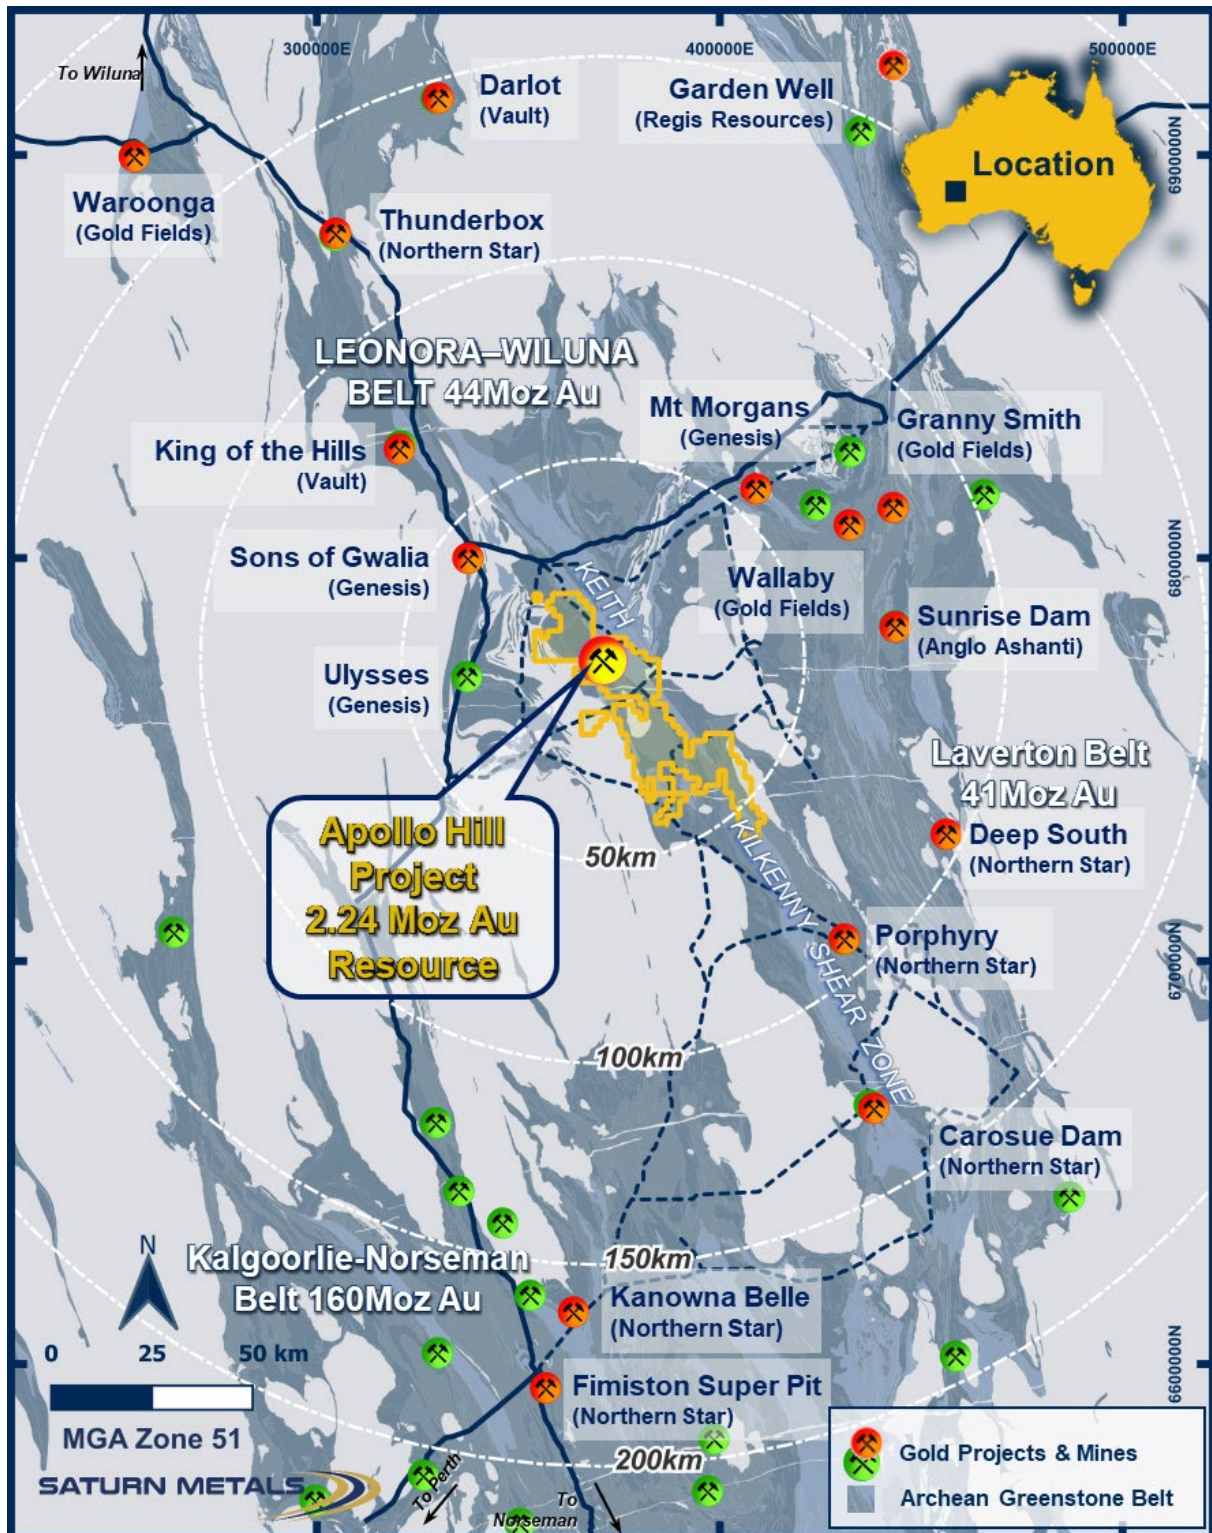 300000E
400000E
500000E
To Wiluna
Darlot
(Vault)
Garden Well
(Regis Resources)
Location
6900000N
Waroonga
(Gold Fields)
Thunderbox
(Northern Star)
LEONORA–WILUNA
BELT 44Moz Au
Mt Morgans
(Genesis)
Granny Smith
(Gold Fields)
King of the Hills
(Vault)
Sons of Gwalia
(Genesis)
KEITH
Wallaby
(Gold Fields)
6800000N
Sunrise Dam
(Anglo Ashanti)
Ulysses
(Genesis)
Laverton Belt
41Moz Au
Apollo Hill
Project
2.24 Moz Au
Resource
50km
KILKENNY SHEAR ZONE
Deep South
(Northern Star)
Porphyry
(Northern Star)
6700000N
100km
Carosue Dam
(Northern Star)
150km
Kalgoorlie-Norseman
Belt 160Moz Au
Kanowna Belle
(Northern Star)
N
0 25 50 km
6600000N
Fimiston Super Pit
(Northern Star)
MGA Zone 51
SATURN METALS
200km
To Perth
To
Norseman
Gold Projects & Mines
Archean Greenstone Belt